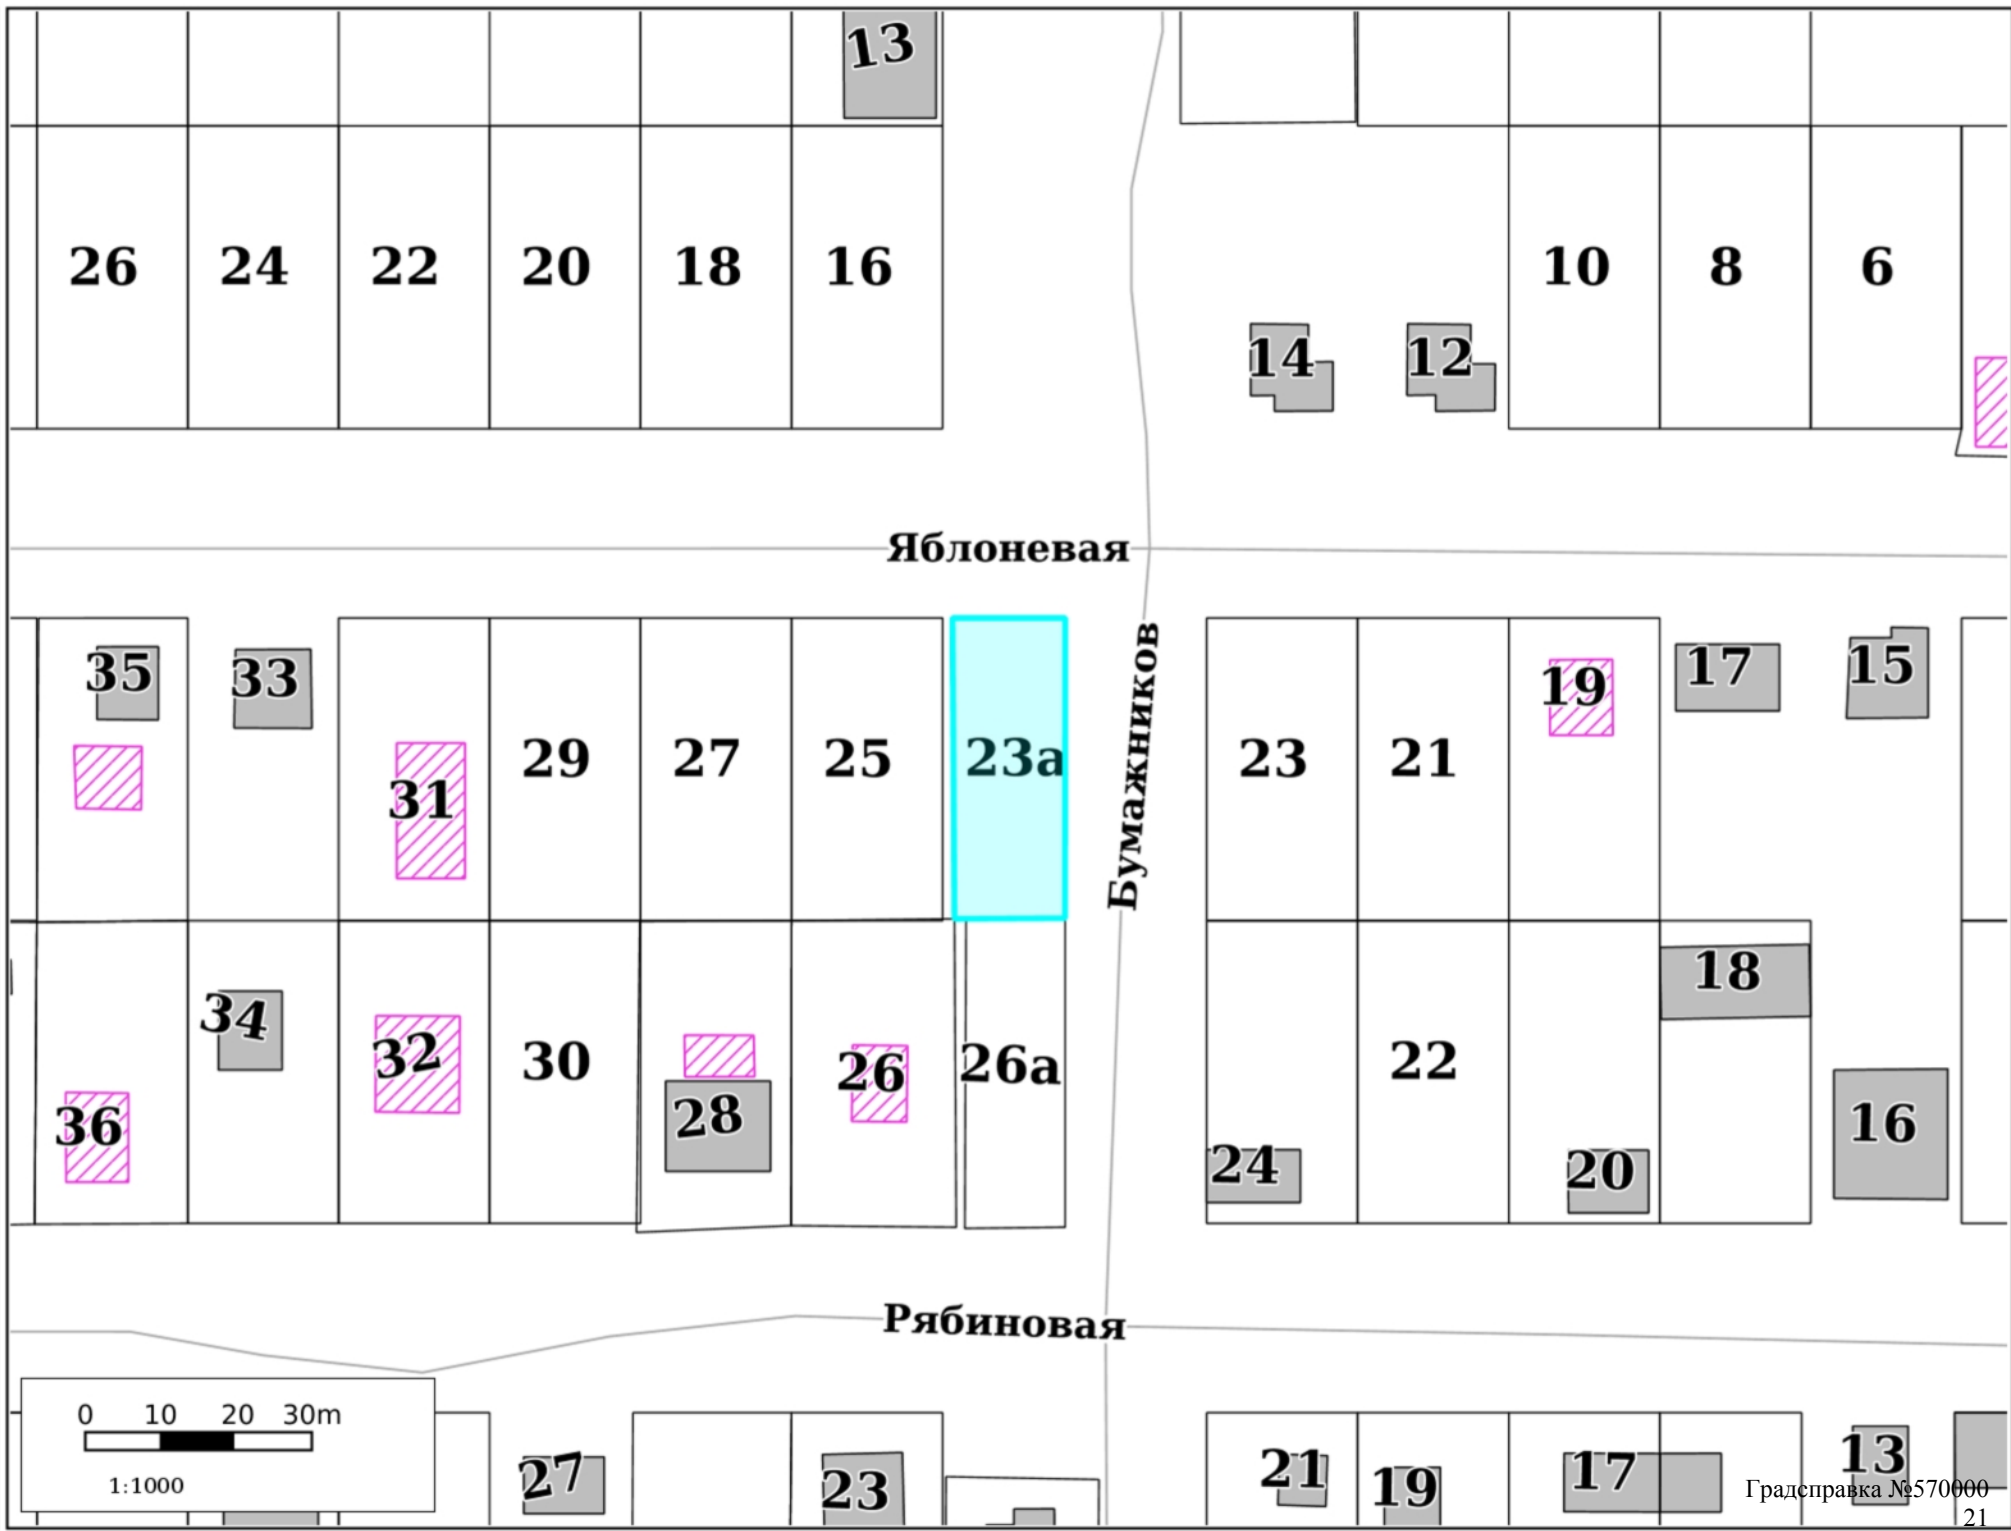 13
26 24 22 20 18 16 10 8 6
14 12
Яблоневая
35 33 19 17 15
31 29 27 25 23а Бумажников 23 21
34 18
36 32 30 28 26 26а 22 16
24 20
Рябиновая
0 10 20 30m
1:1000
27 23 21 19 17 13
Градсправка №570000
21